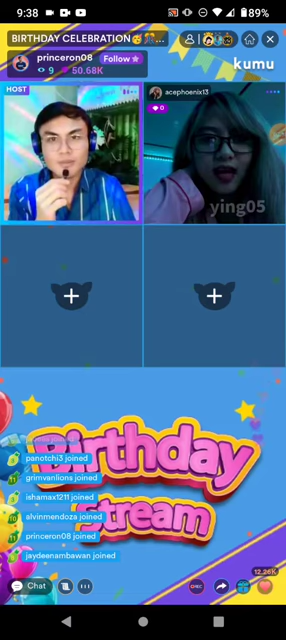 9:38
89%
BIRTHDAY CELEBRATION🥳🎊...
princeron08
Follow
9 50.68K
kumu
HOST
acephoenix13
0
ying05
Birthday
Stream
panotchi3 joined
grimvanlions joined
ishamax1211 joined
alvinmendoza joined
princeron08 joined
jaydeenambawan joined
Chat
12.26K